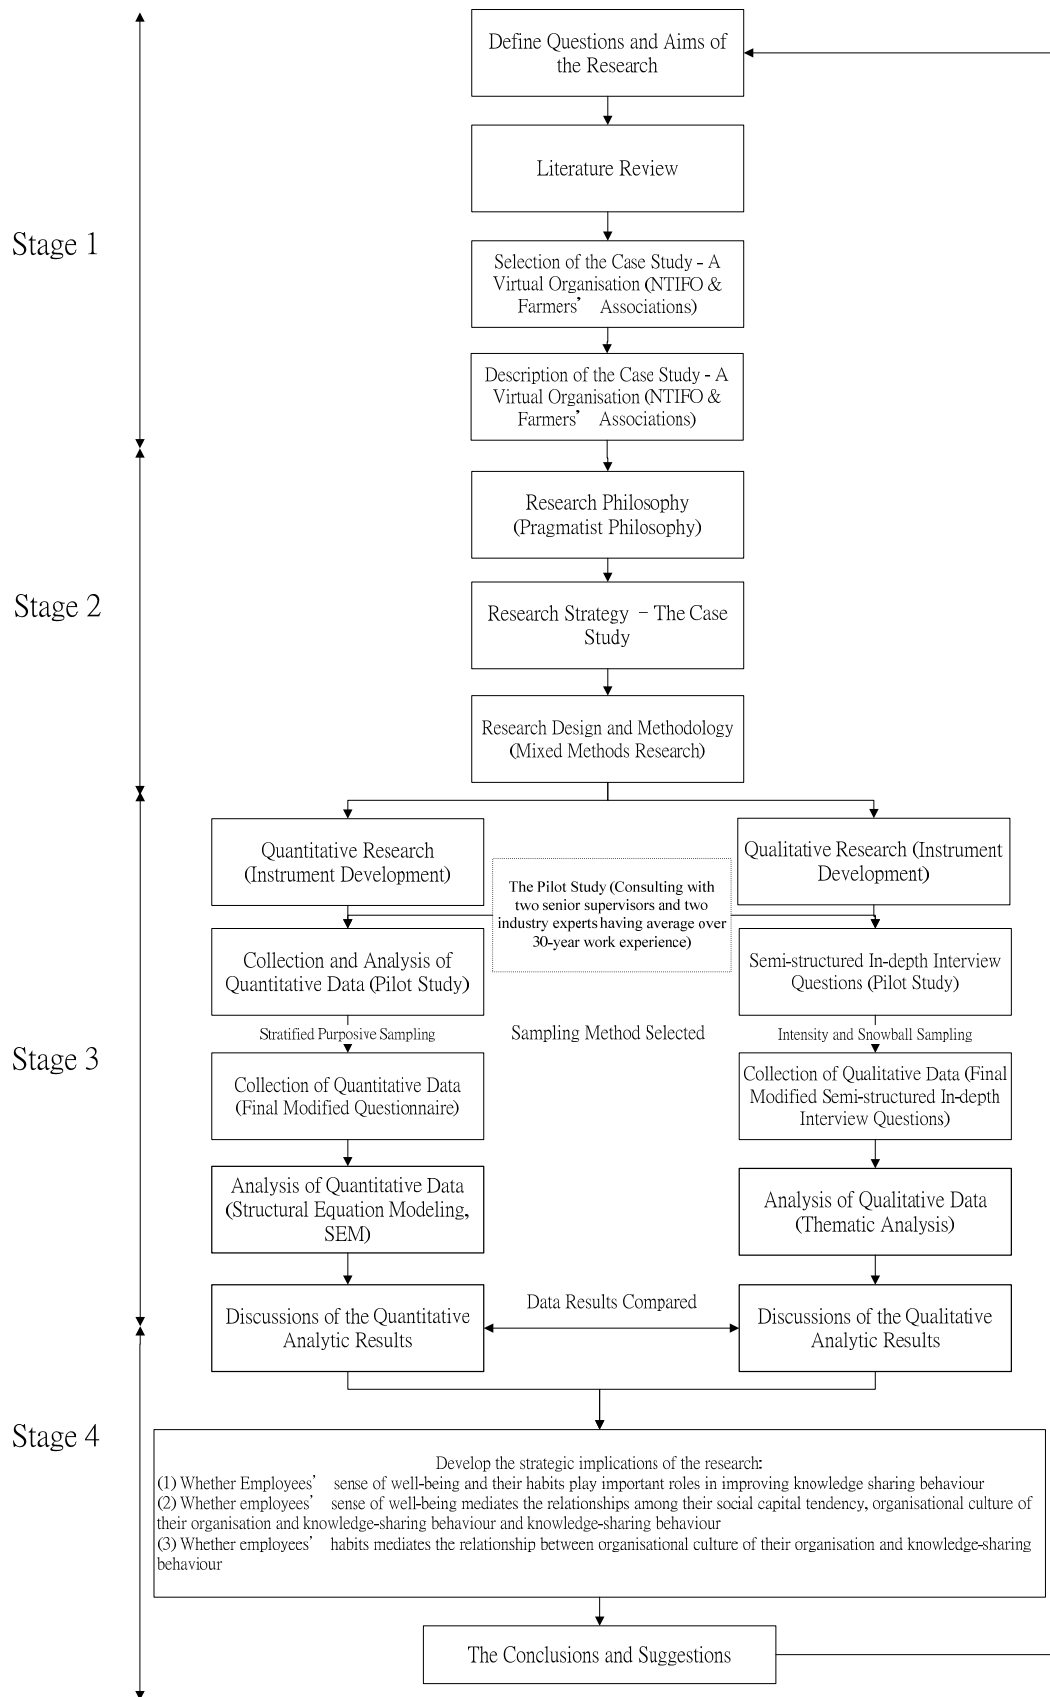 Define Questions and Aims of
the Research
Literature Review
Stage 1
Selection of the Case Study - A
Virtual Organisation (NTIFO &
Farmers’ Associations)
Description of the Case Study - A
Virtual Organisation (NTIFO &
Farmers’ Associations)
Research Philosophy
(Pragmatist Philosophy)
Stage 2
Research Strategy – The Case
Study
Research Design and Methodology
(Mixed Methods Research)
Quantitative Research
(Instrument Development)
Qualitative Research (Instrument
Development)
The Pilot Study (Consulting with
two senior supervisors and two
industry experts having average over
30-year work experience)
Collection and Analysis of
Quantitative Data (Pilot Study)
Semi-structured In-depth Interview
Questions (Pilot Study)
Stratified Purposive Sampling
Sampling Method Selected
Intensity and Snowball Sampling
Stage 3
Collection of Quantitative Data
(Final Modified Questionnaire)
Collection of Qualitative Data (Final
Modified Semi-structured In-depth
Interview Questions)
Analysis of Quantitative Data
(Structural Equation Modeling,
SEM)
Analysis of Qualitative Data
(Thematic Analysis)
Discussions of the Quantitative
Analytic Results
Data Results Compared
Discussions of the Qualitative
Analytic Results
Stage 4
Develop the strategic implications of the research:
(1) Whether Employees’ sense of well-being and their habits play important roles in improving knowledge sharing behaviour
(2) Whether employees’ sense of well-being mediates the relationships among their social capital tendency, organisational culture of
their organisation and knowledge-sharing behaviour and knowledge-sharing behaviour
(3) Whether employees’ habits mediates the relationship between organisational culture of their organisation and knowledge-sharing
behaviour
The Conclusions and Suggestions